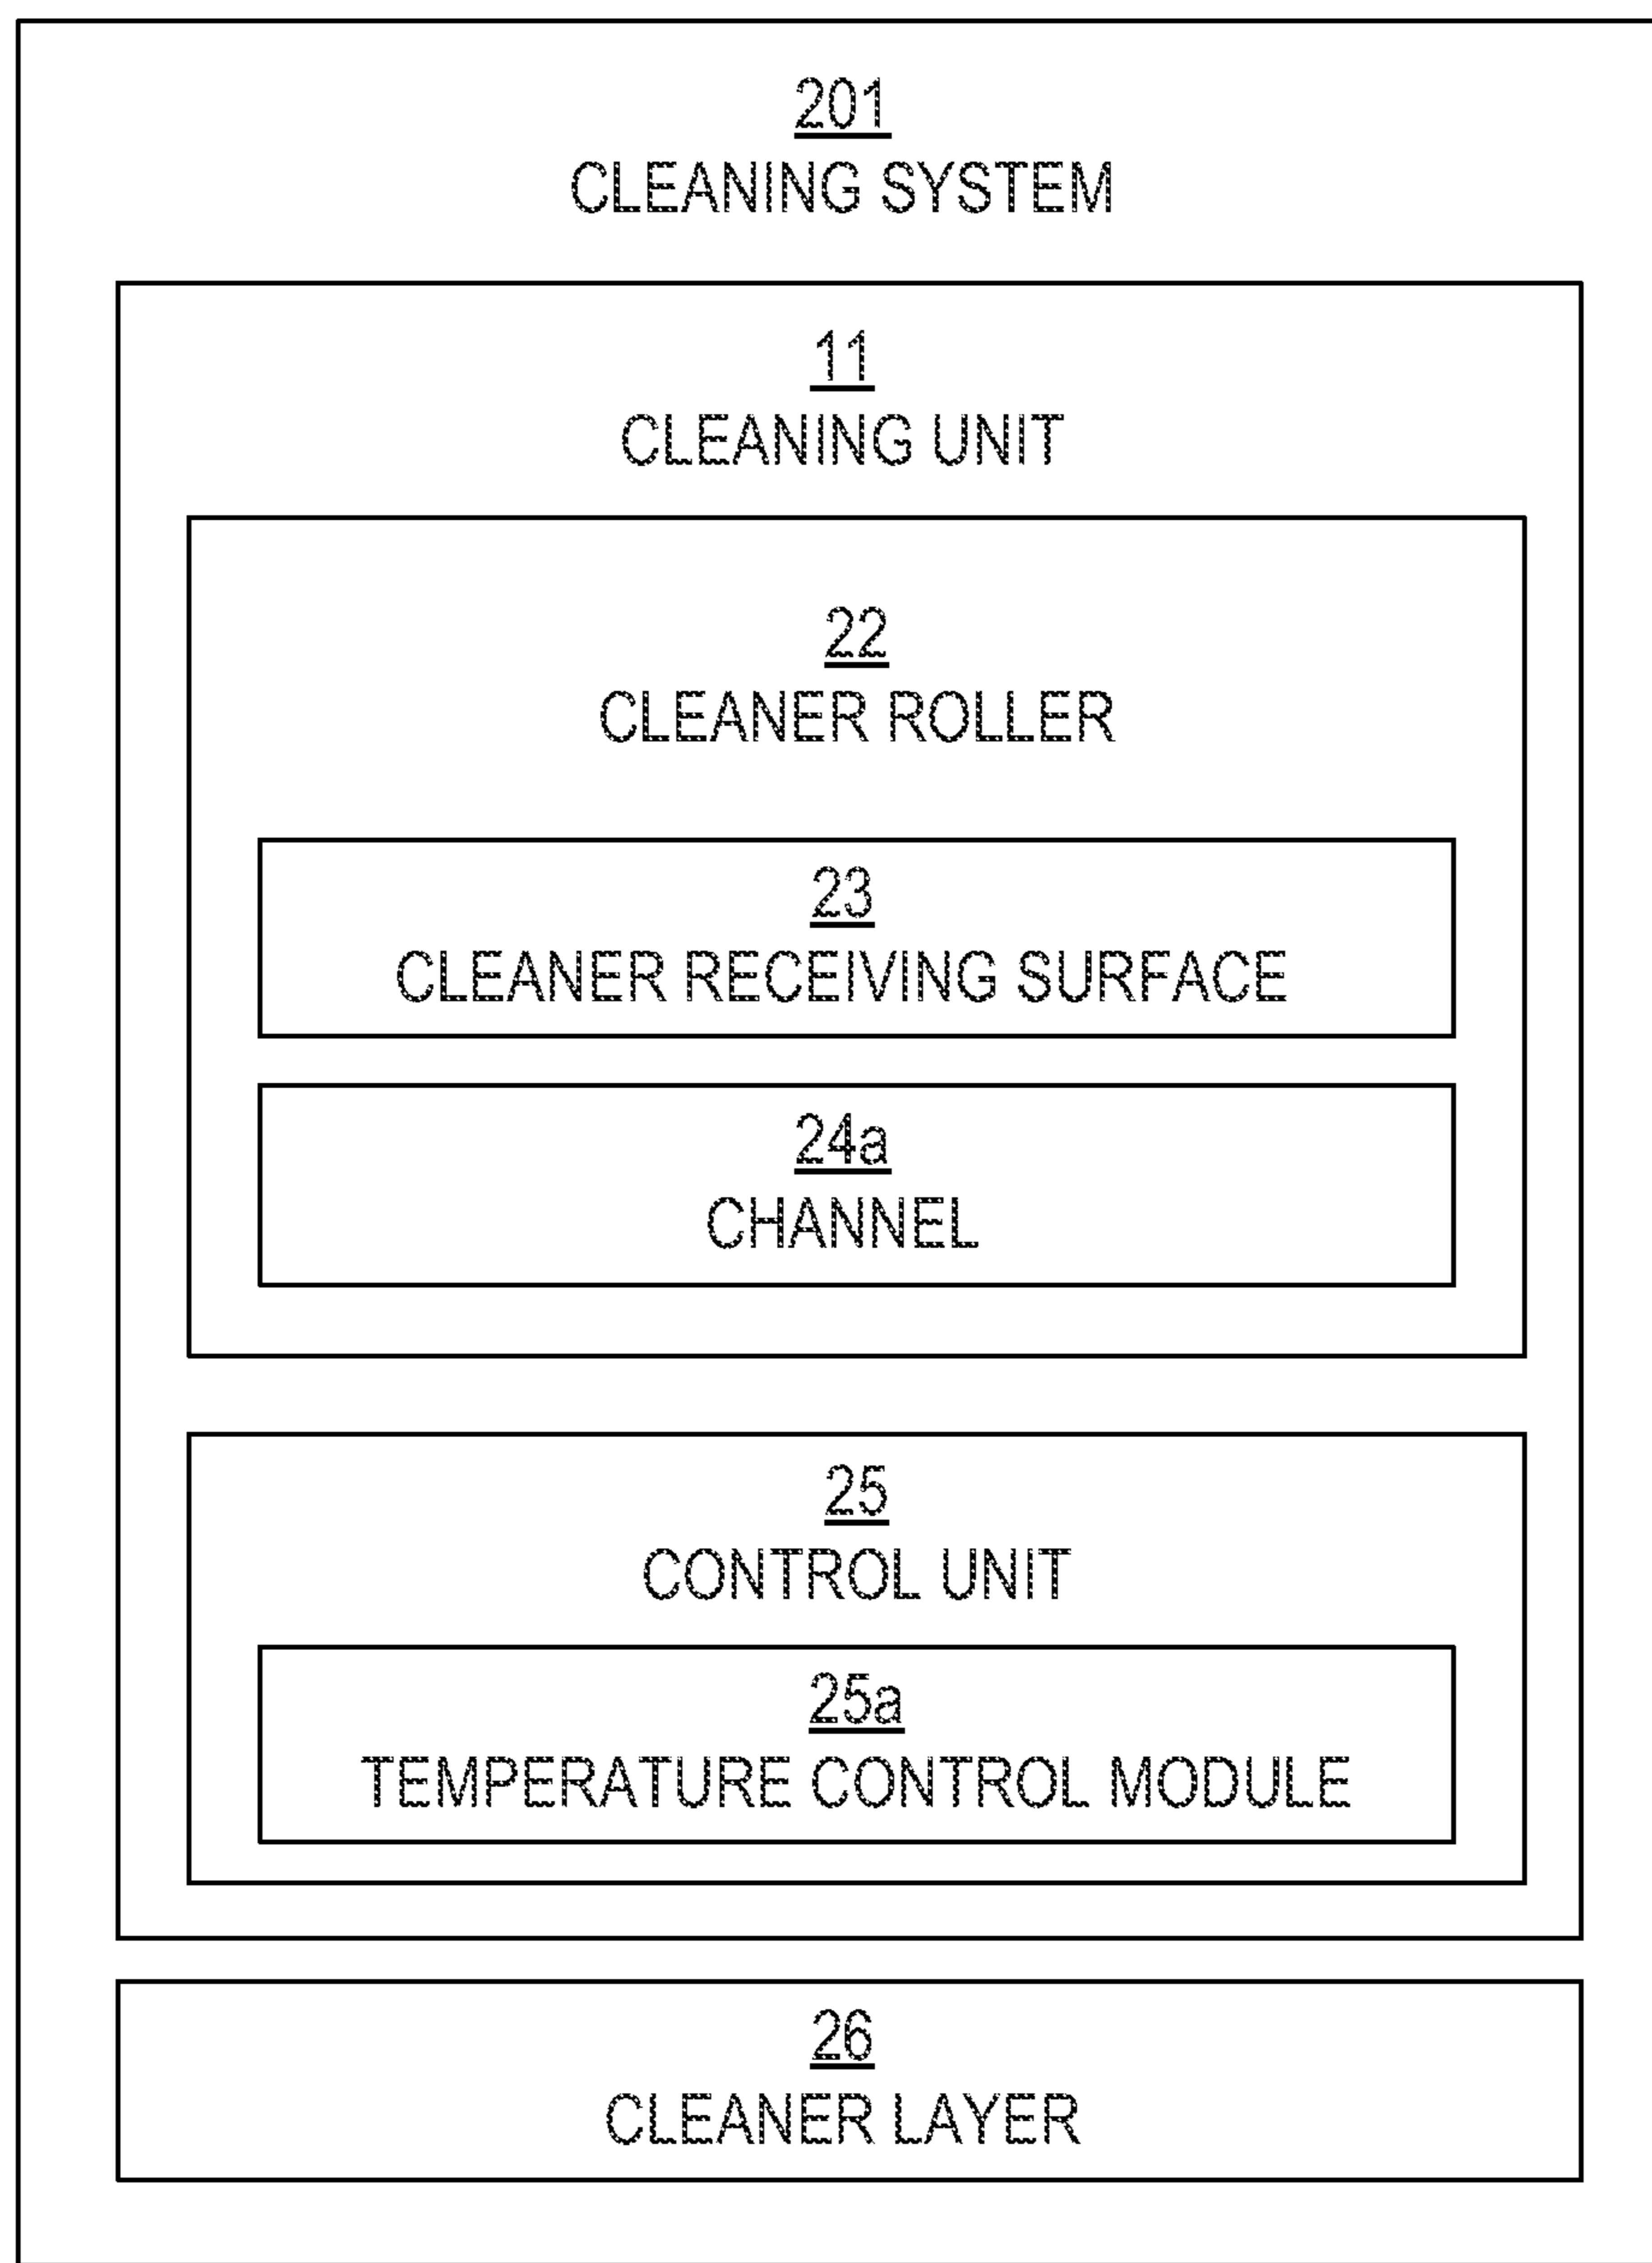 201
CLEANING SYSTEM
11
CLEANING UNIT
22
CLEANER ROLLER
23
CLEANER RECEIVING SURFACE
24a
CHANNEL
25
CONTROL UNIT
25a
TEMPERATURE CONTROL MODULE
26
CLEANER LAYER